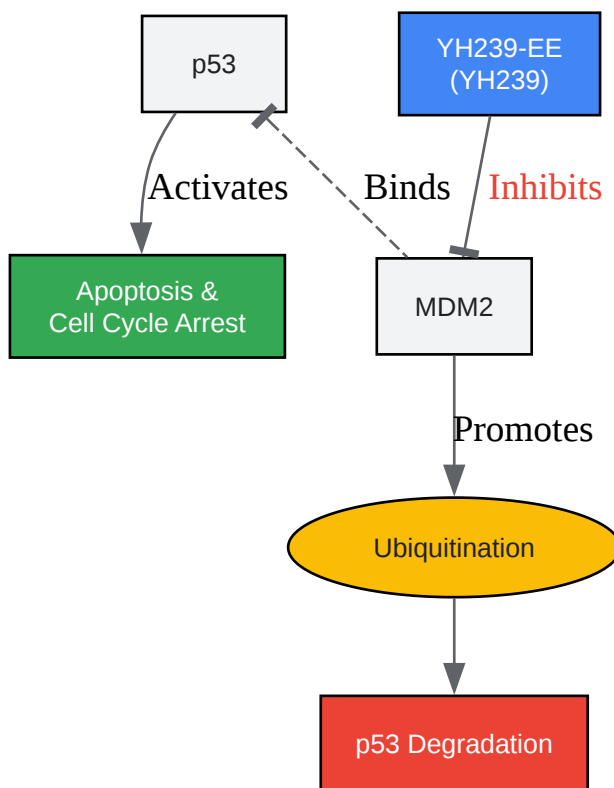 p53
YH239-EE
(YH239)
Activates
Binds
Inhibits
Apoptosis &
Cell Cycle Arrest
MDM2
Promotes
Ubiquitination
p53 Degradation